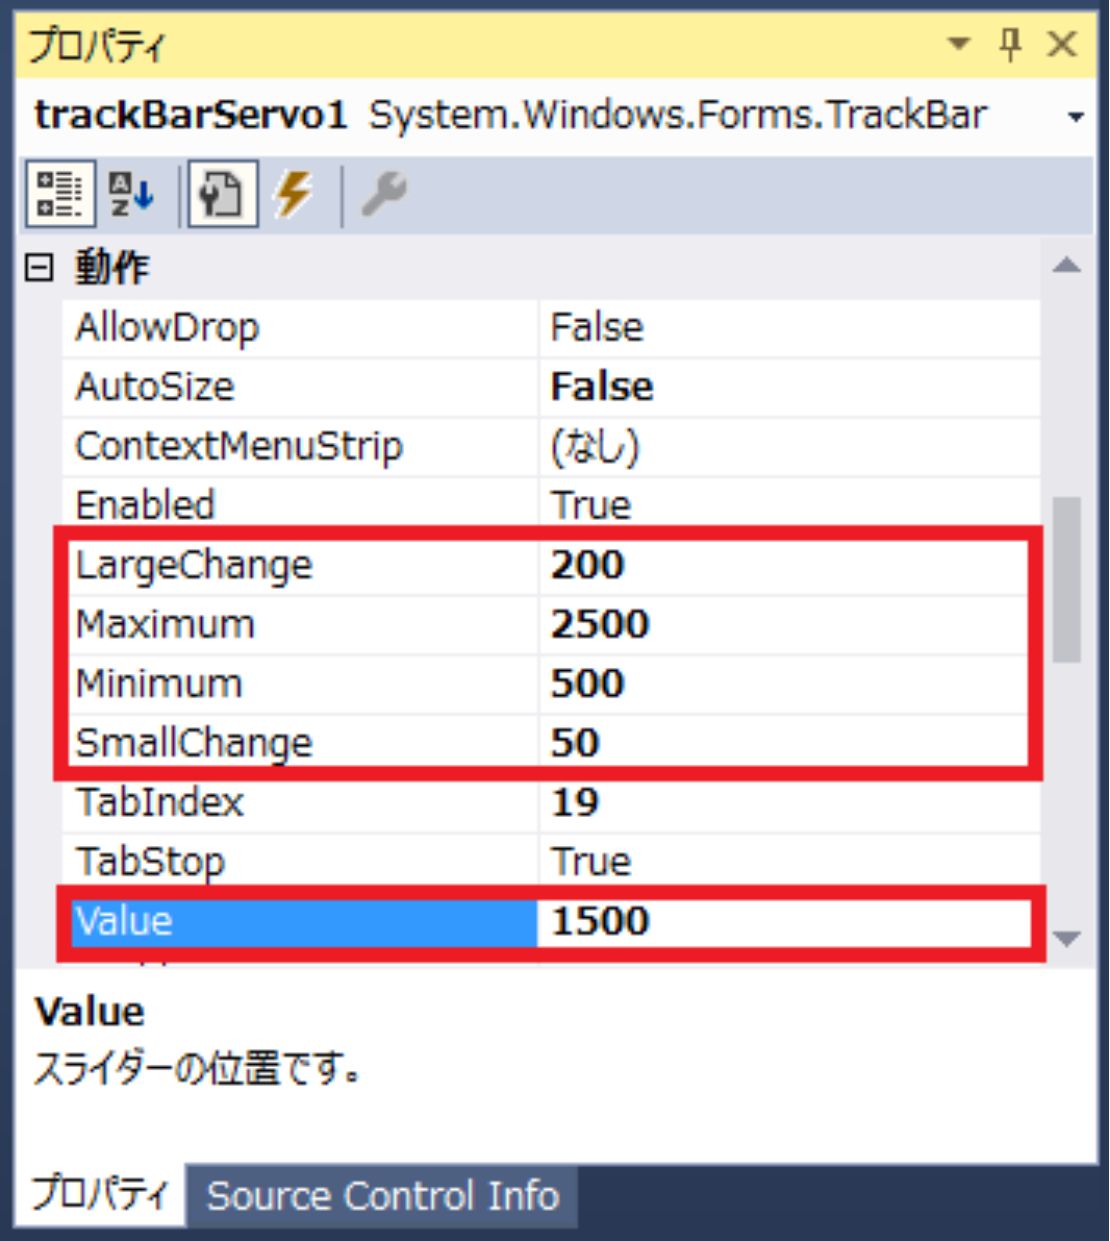 プロパティ
trackBarServo1 System.Windows.Forms.TrackBar
動作
AllowDrop False
AutoSize False
ContextMenuStrip (なし)
Enabled True
LargeChange 200
Maximum 2500
Minimum 500
SmallChange 50
TabIndex 19
TabStop True
Value 1500
Value
スライダーの位置です。
プロパティ Source Control Info